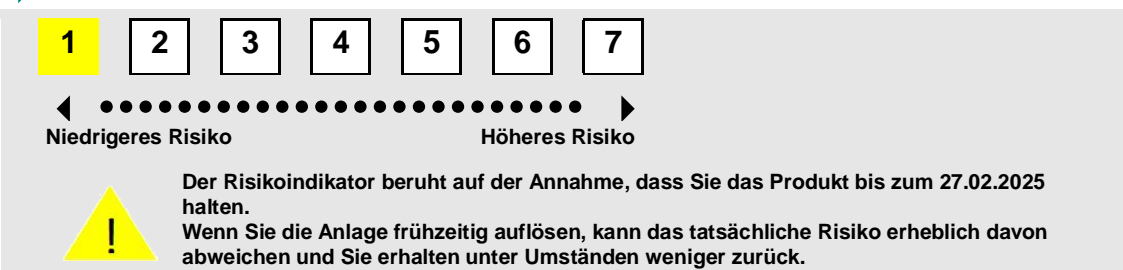 1 2 3 4 5 6 7
Niedrigeres Risiko Höheres Risiko
Der Risikoindikator beruht auf der Annahme, dass Sie das Produkt bis zum 27.02.2025
halten.
Wenn Sie die Anlage frühzeitig auflösen, kann das tatsächliche Risiko erheblich davon
abweichen und Sie erhalten unter Umständen weniger zurück.
!